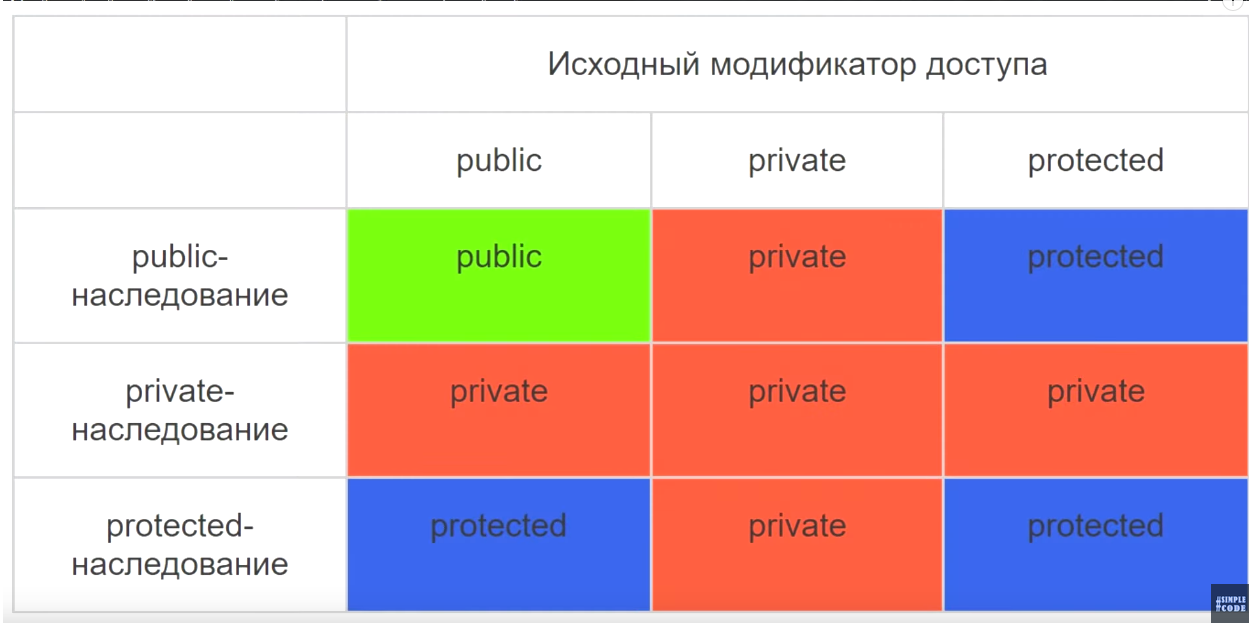 Исходный модификатор доступа
public private protected
public-
наследование
public private protected
private-
наследование
private private private
protected-
наследование
protected private protected
#SIMPLE
#CODE